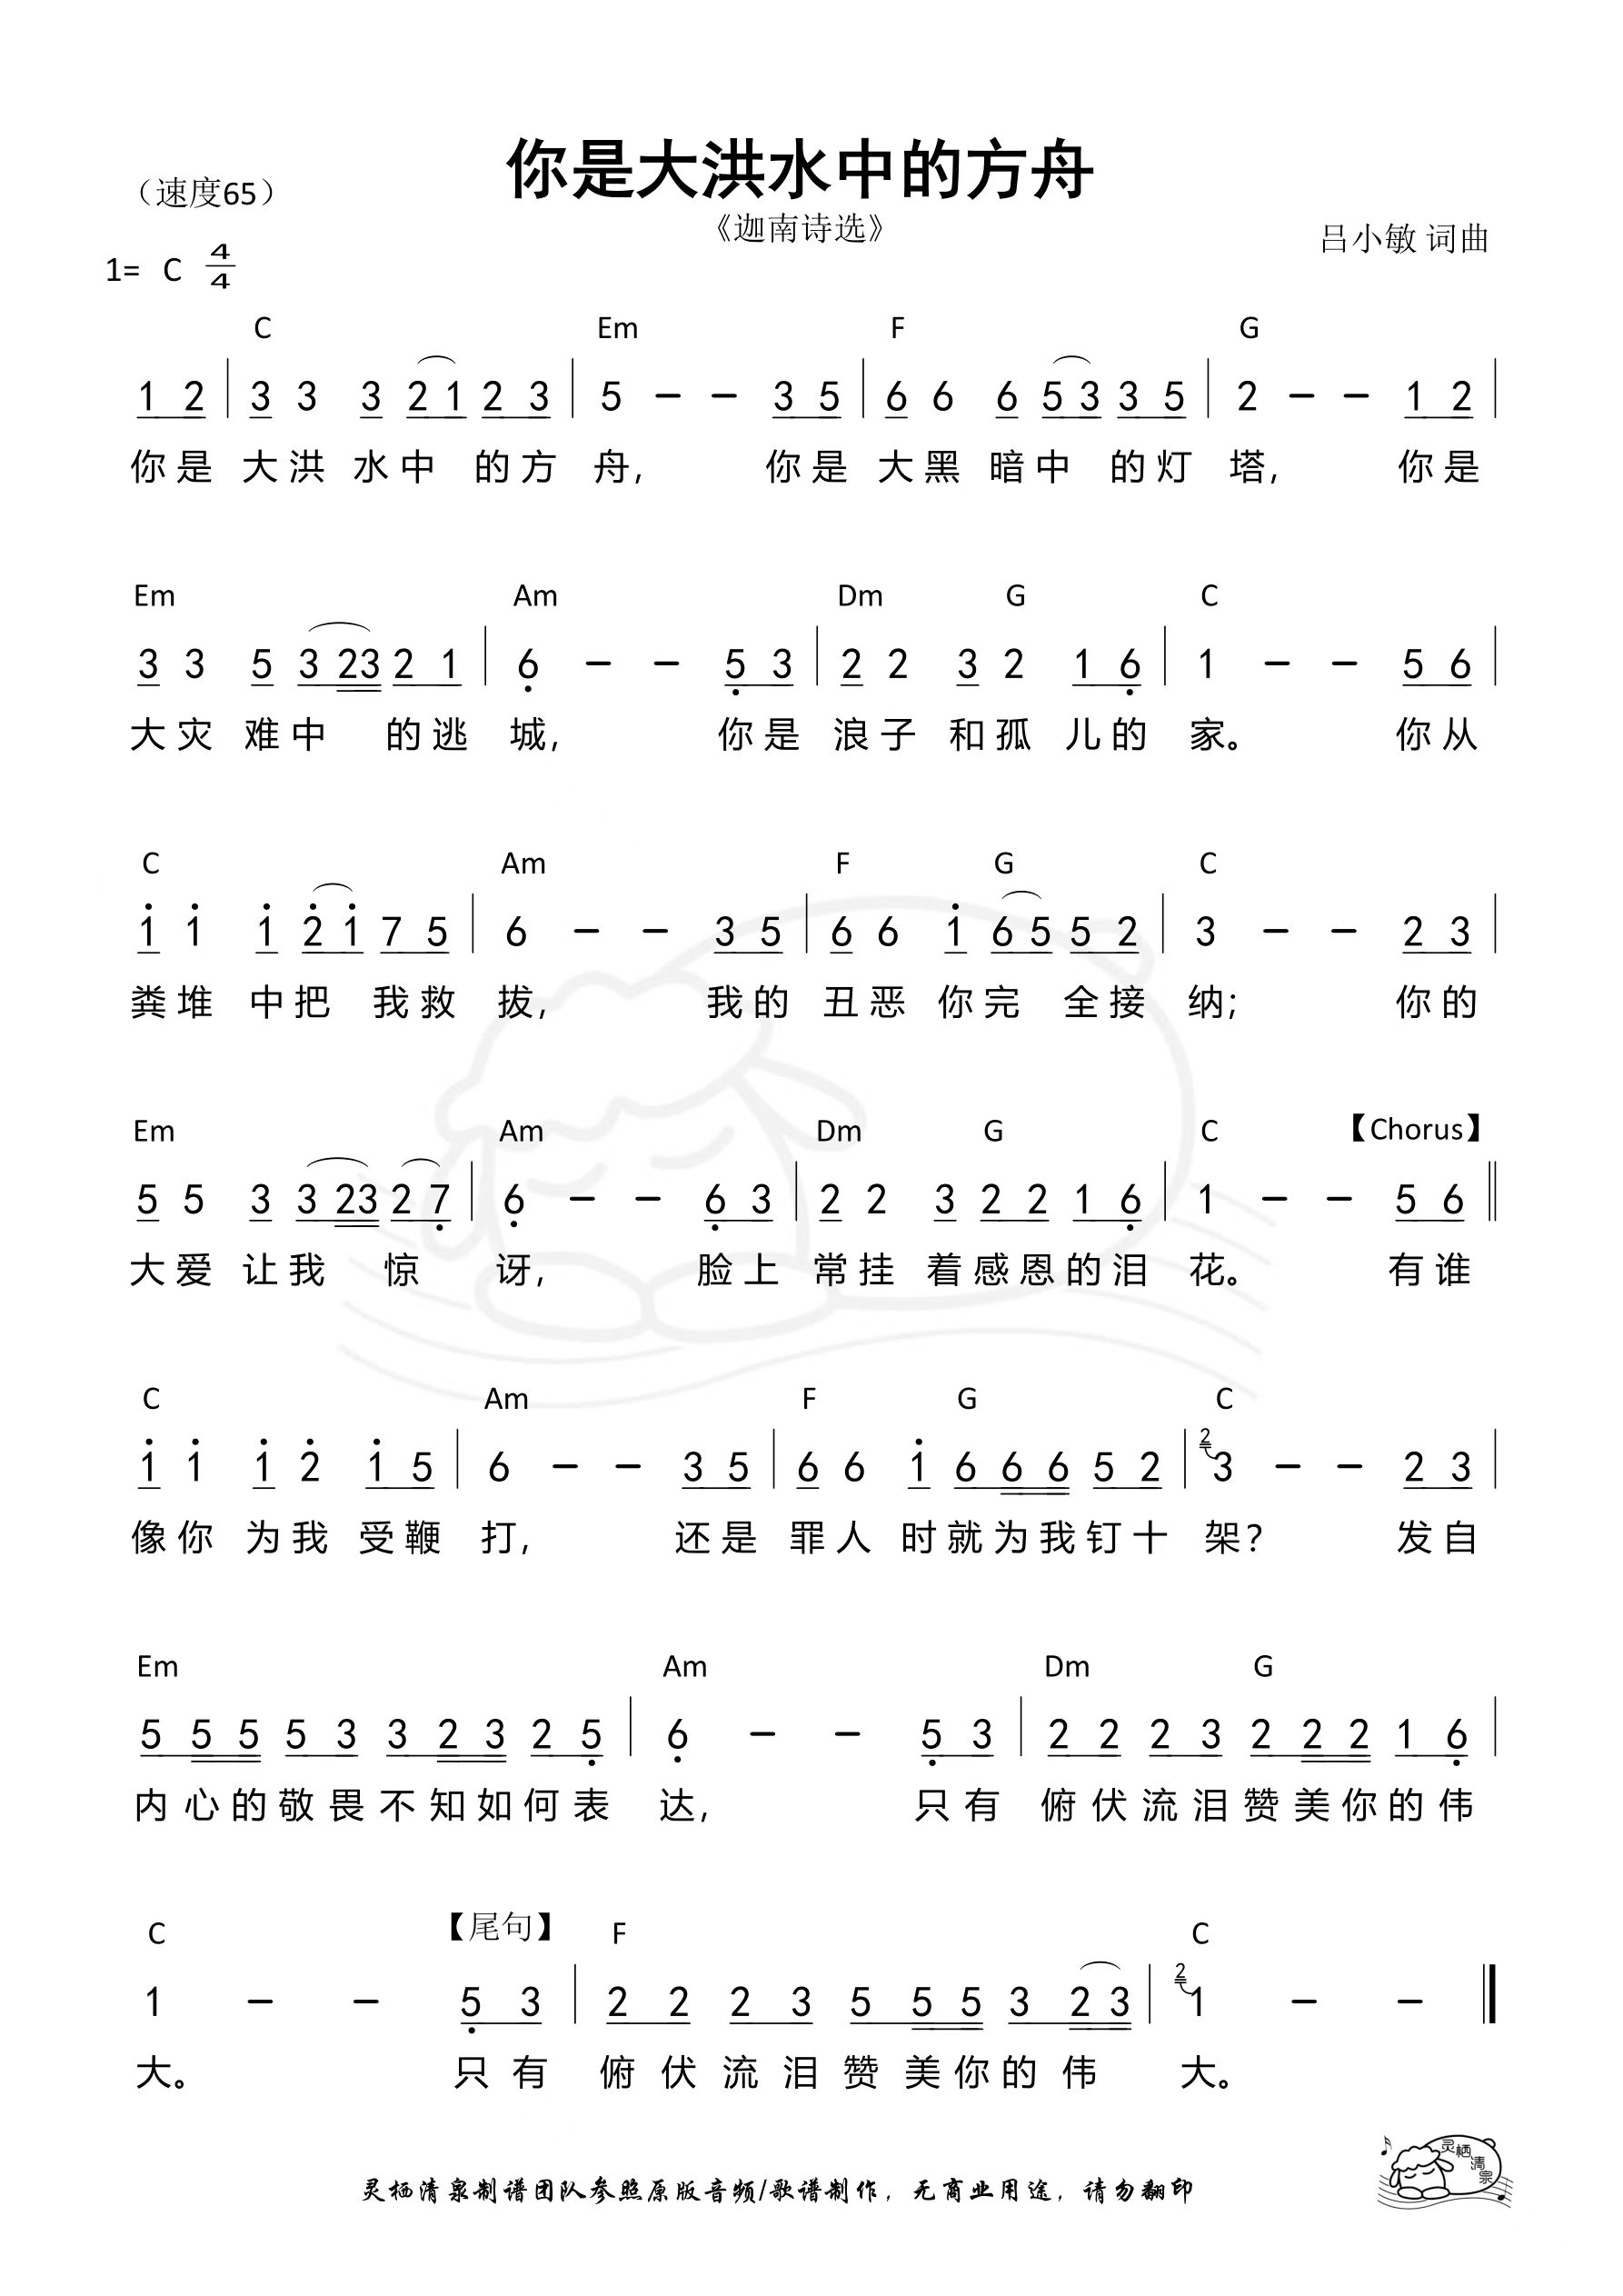 你是大洪水中的方舟
（速度65）
《迦南诗选》
吕小敏 词曲
1= C 4/4
C Em F G
1 2 | 3 3 3 2 1 2 3 | 5 – – 3 5 | 6 6 6 5 3 3 5 | 2 – – 1 2 |
你是 大洪 水中 的方 舟, 你是 大黑 暗中 的灯 塔, 你是
Em Am Dm G C
3 3 5 3 23 2 1 | 6̣ – – 5̣ 3 | 2 2 3 2 1 6̣ | 1 – – 5 6 |
大灾 难中 的逃 城, 你是 浪子 和孤 儿的 家。 你从
C Am F G C
1̇ 1̇ 1̇ 2̇ 1̇ 7 5 | 6 – – 3 5 | 6 6 1̇ 6 5 5 2 | 3 – – 2 3 |
粪堆 中把 我救 拔, 我的 丑恶 你完 全接 纳; 你的
Em Am Dm G C 【Chorus】
5 5 3 3 23 2 7̣ | 6̣ – – 6̣ 3 | 2 2 3 2 2 1 6̣ | 1 – – 5 6 ||
大爱 让我 惊 讶, 脸上 常挂 着感恩的泪 花。 有谁
C Am F G C
1̇ 1̇ 1̇ 2̇ 1̇ 5 | 6 – – 3 5 | 6 6 1̇ 6 6 6 5 2 | 2 3 – – 2 3 |
像你 为我 受鞭 打, 还是 罪人 时就为我钉十 架? 发自
Em Am Dm G
5 5 5 5 3 3 2 3 2 5̣ | 6̣ – – 5̣ 3 | 2 2 2 3 2 2 2 1 6̣ |
内心的敬畏不知如何表 达, 只有 俯伏流泪赞美你的伟
C 【尾句】 F C
1 – – 5̣ 3 | 2 2 2 3 5 5 5 3 2 3 | 2 1 – – ||
大。 只有 俯伏流泪赞美你的伟 大。
灵栖清泉
灵栖清泉制谱团队参照原版音频/歌谱制作，无商业用途，请勿翻印